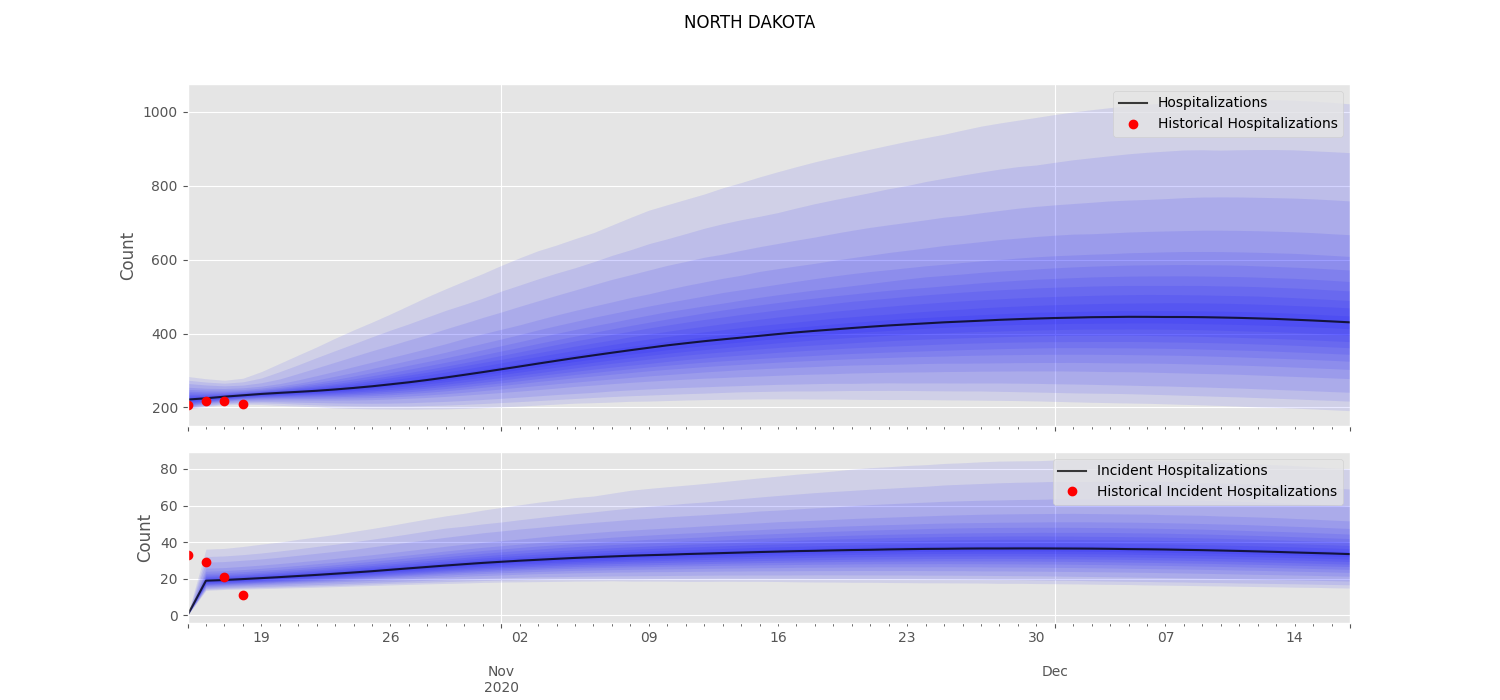 NORTH DAKOTA
1000
800
600
400
200
Count
Hospitalizations
Historical Hospitalizations
80
60
40
20
0
Count
Incident Hospitalizations
Historical Incident Hospitalizations
19 26 02 09 16 23 30 07 14
Nov Dec
2020